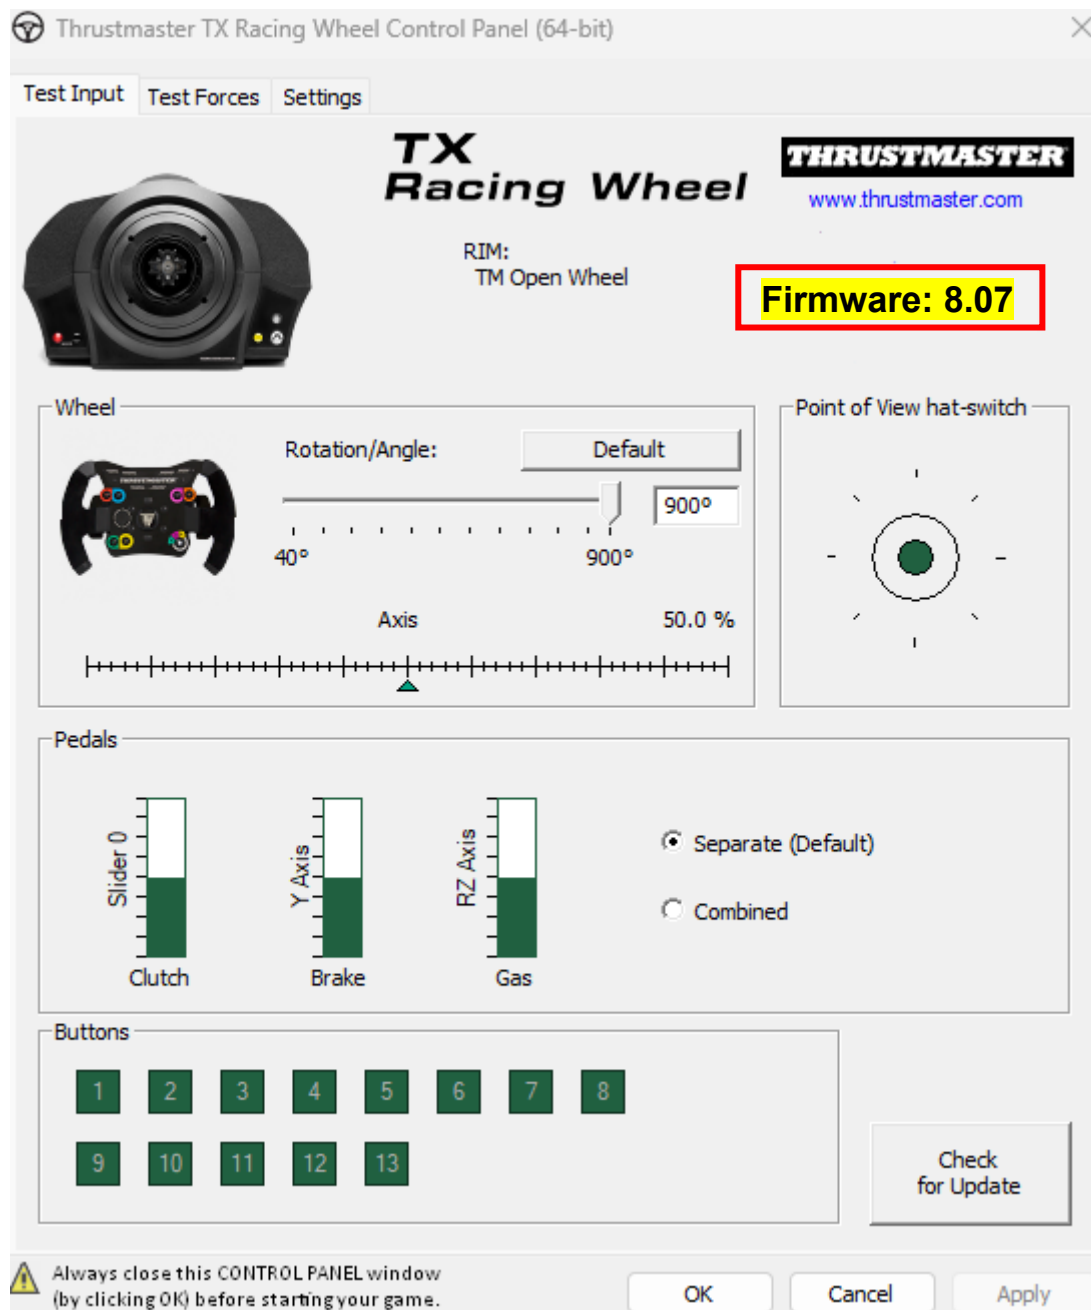 Thrustmaster TX Racing Wheel Control Panel (64-bit)
Test Input Test Forces Settings
TX
Racing Wheel
THRUSTMASTER
www.thrustmaster.com
RIM:
TM Open Wheel
Firmware: 8.07
Wheel
Rotation/Angle:
Default
900°
40°
900°
Axis
50.0 %
Point of View hat-switch
Pedals
Slider 0
Y Axis
RZ Axis
Clutch
Brake
Gas
Separate (Default)
Combined
Buttons
1 2 3 4 5 6 7 8
9 10 11 12 13
Check
for Update
Always close this CONTROL PANEL window
(by clicking OK) before starting your game.
OK
Cancel
Apply